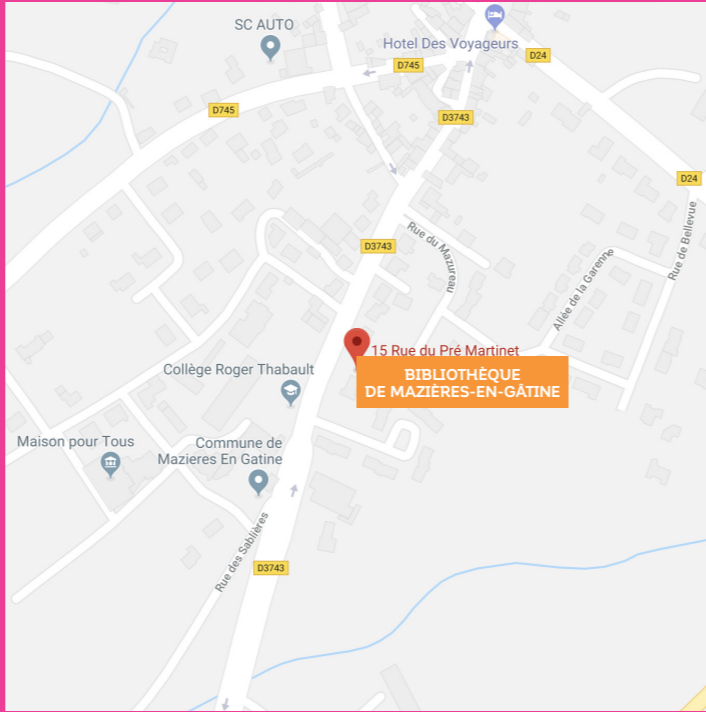 SC AUTO
Hotel Des Voyageurs
D24
D745
D745
D3743
D24
Rue du Mazureau
Rue de Bellevue
D3743
Allée de la Garenne
15 Rue du Pré Martinet
BIBLIOTHÈQUE
DE MAZIÈRES-EN-GÂTINE
Collège Roger Thabault
Maison pour Tous
Commune de
Mazieres En Gatine
Rue des Sablières
D3743